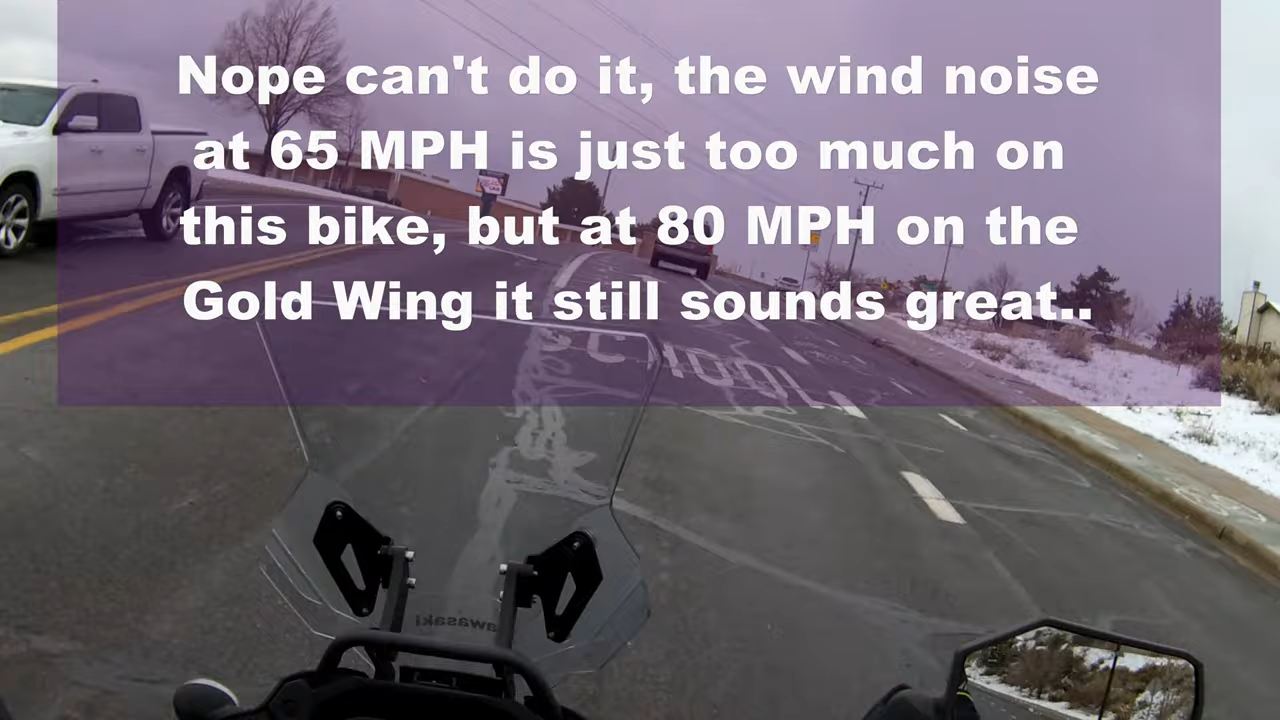 Nope can't do it, the wind noise
at 65 MPH is just too much on
this bike, but at 80 MPH on the
Gold Wing it still sounds great..
SCHOOL
Kawasaki